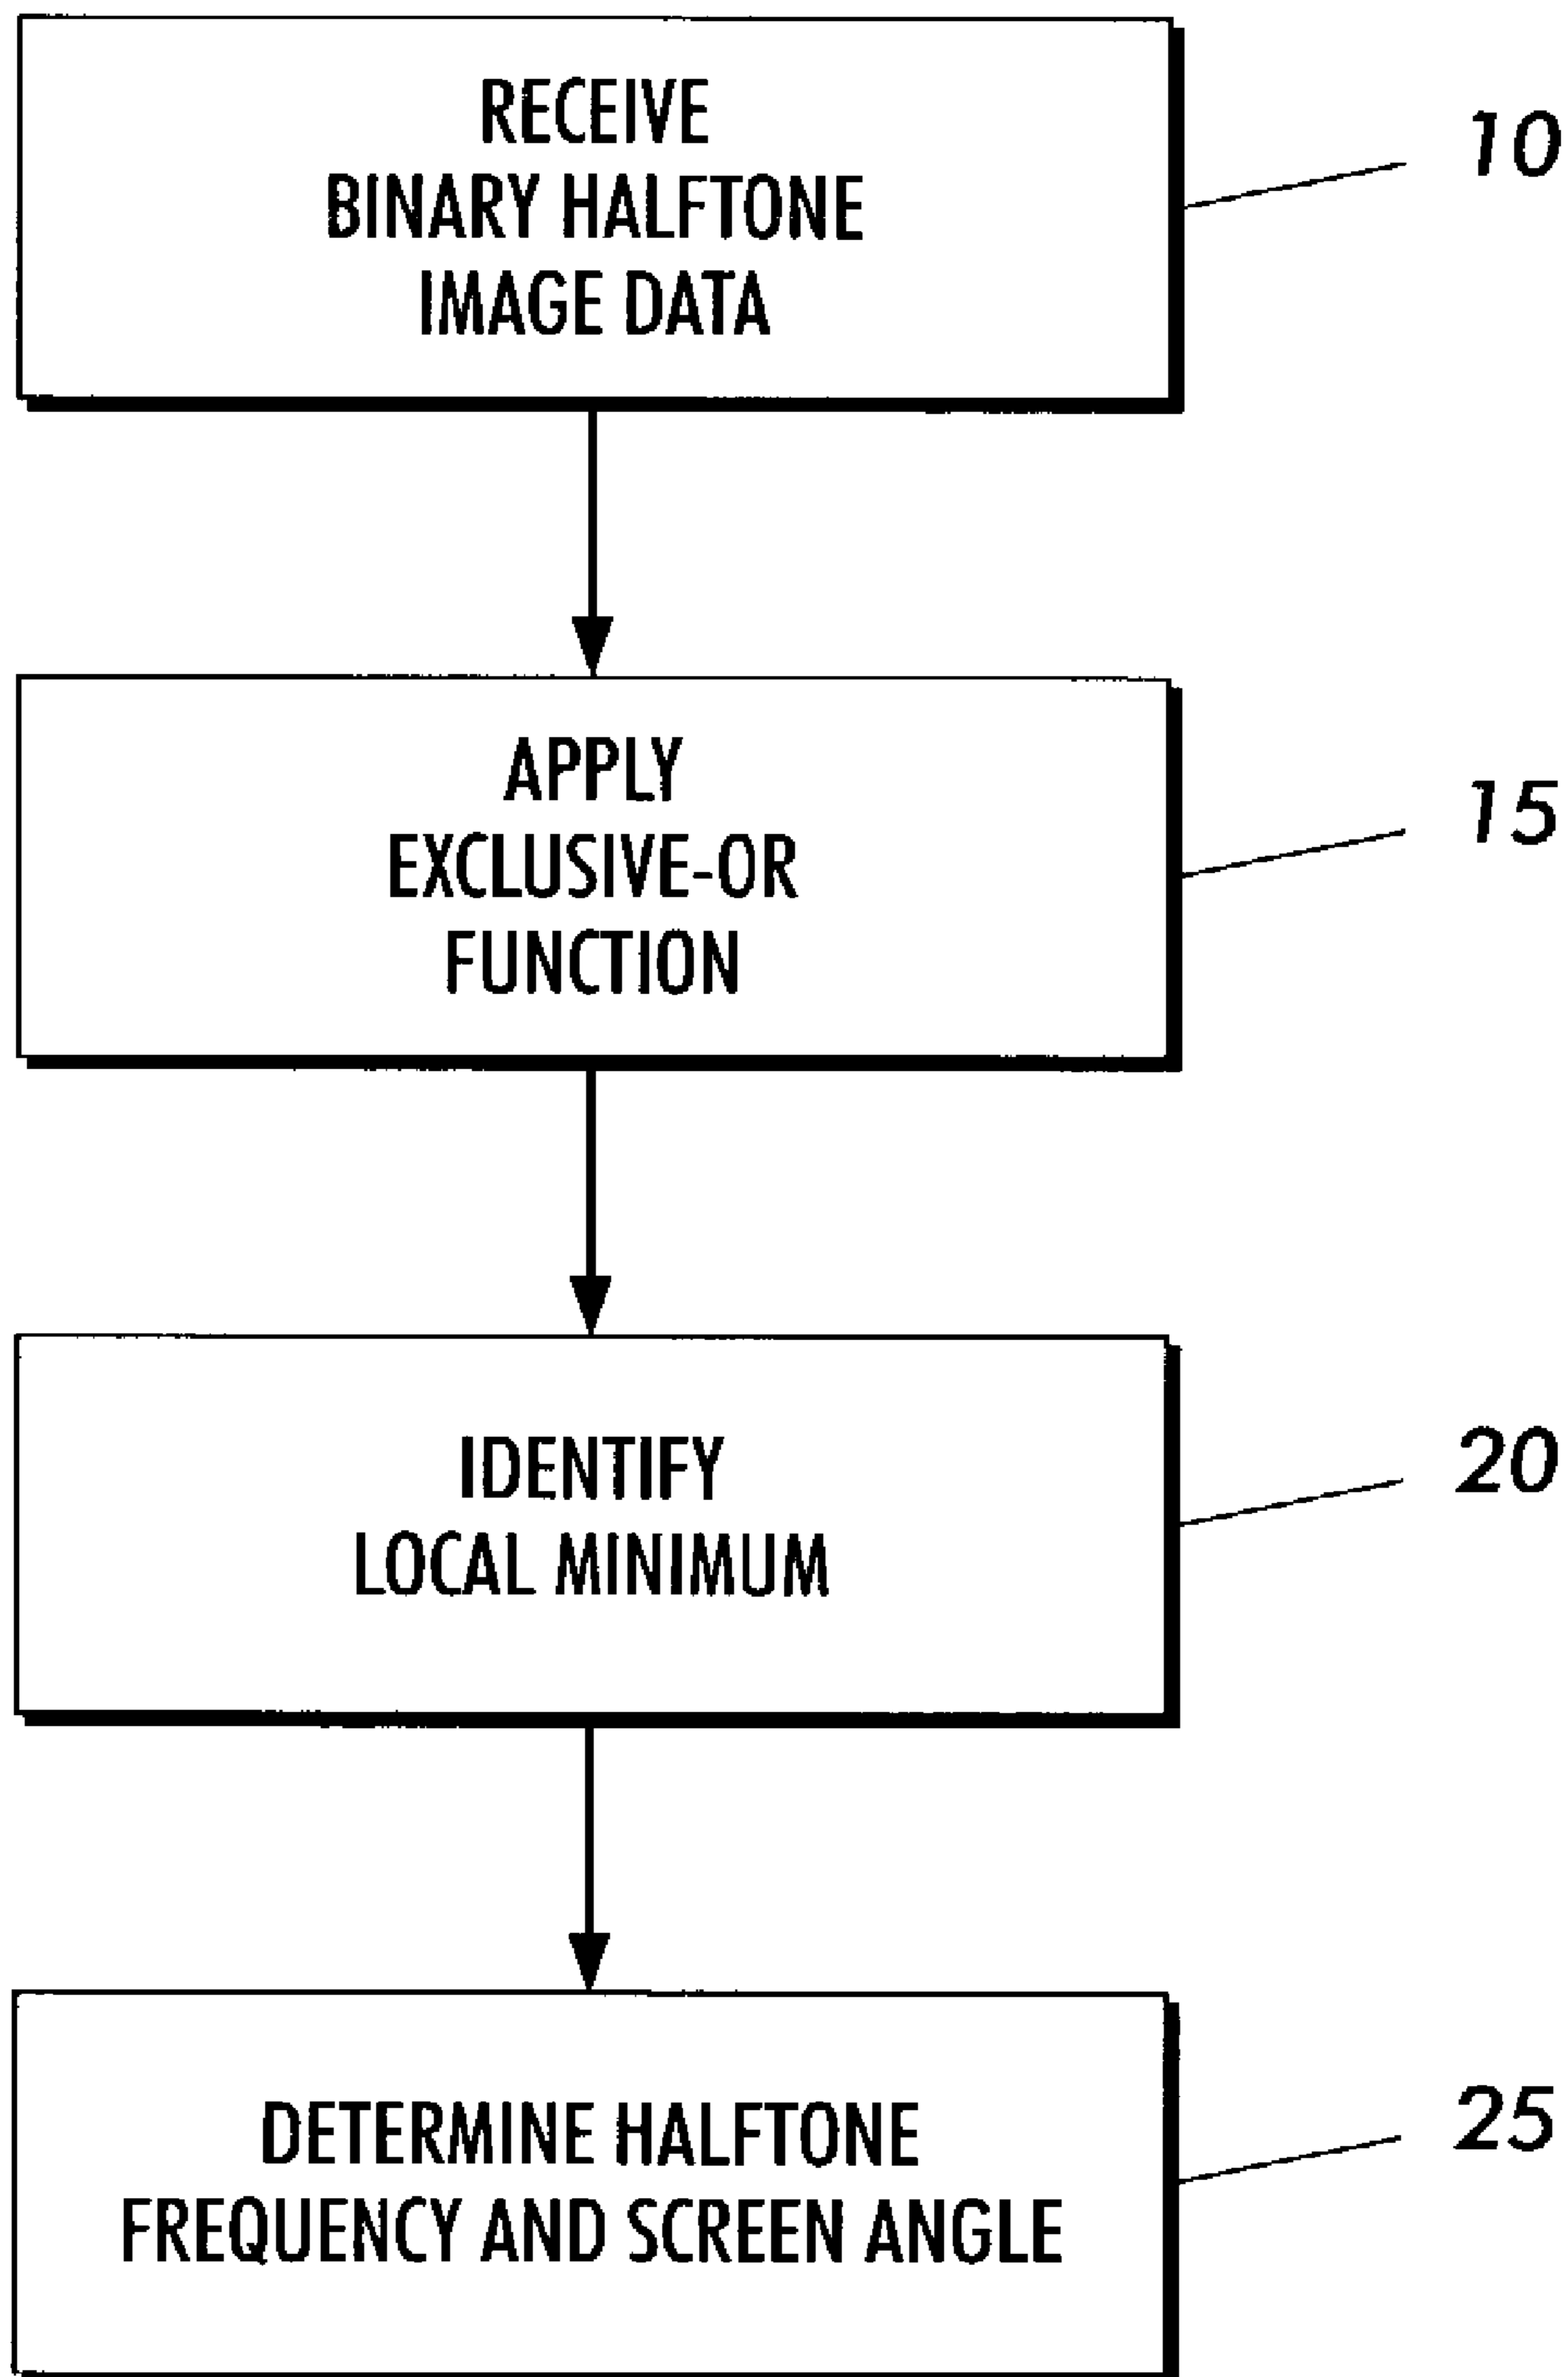 RECEIVE
BINARY HALFTONE
IMAGE DATA
10
APPLY
EXCLUSIVE-OR
FUNCTION
15
IDENTIFY
LOCAL MINIMUM
20
DETERMINE HALFTONE
FREQUENCY AND SCREEN ANGLE
25